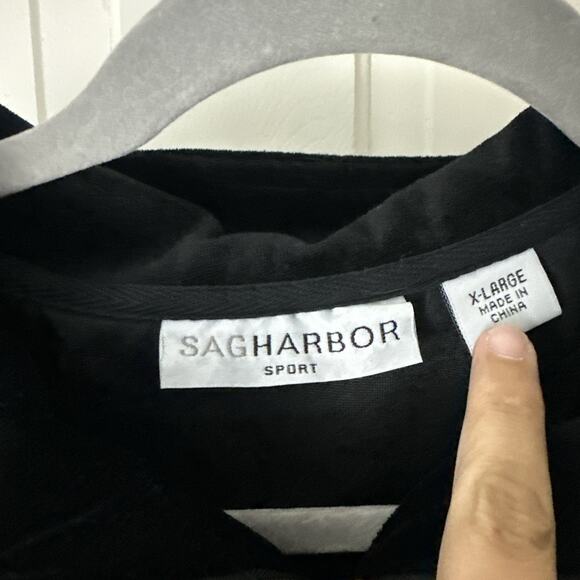 SAGHARBOR
SPORT
X-LARGE
MADE IN
CHINA